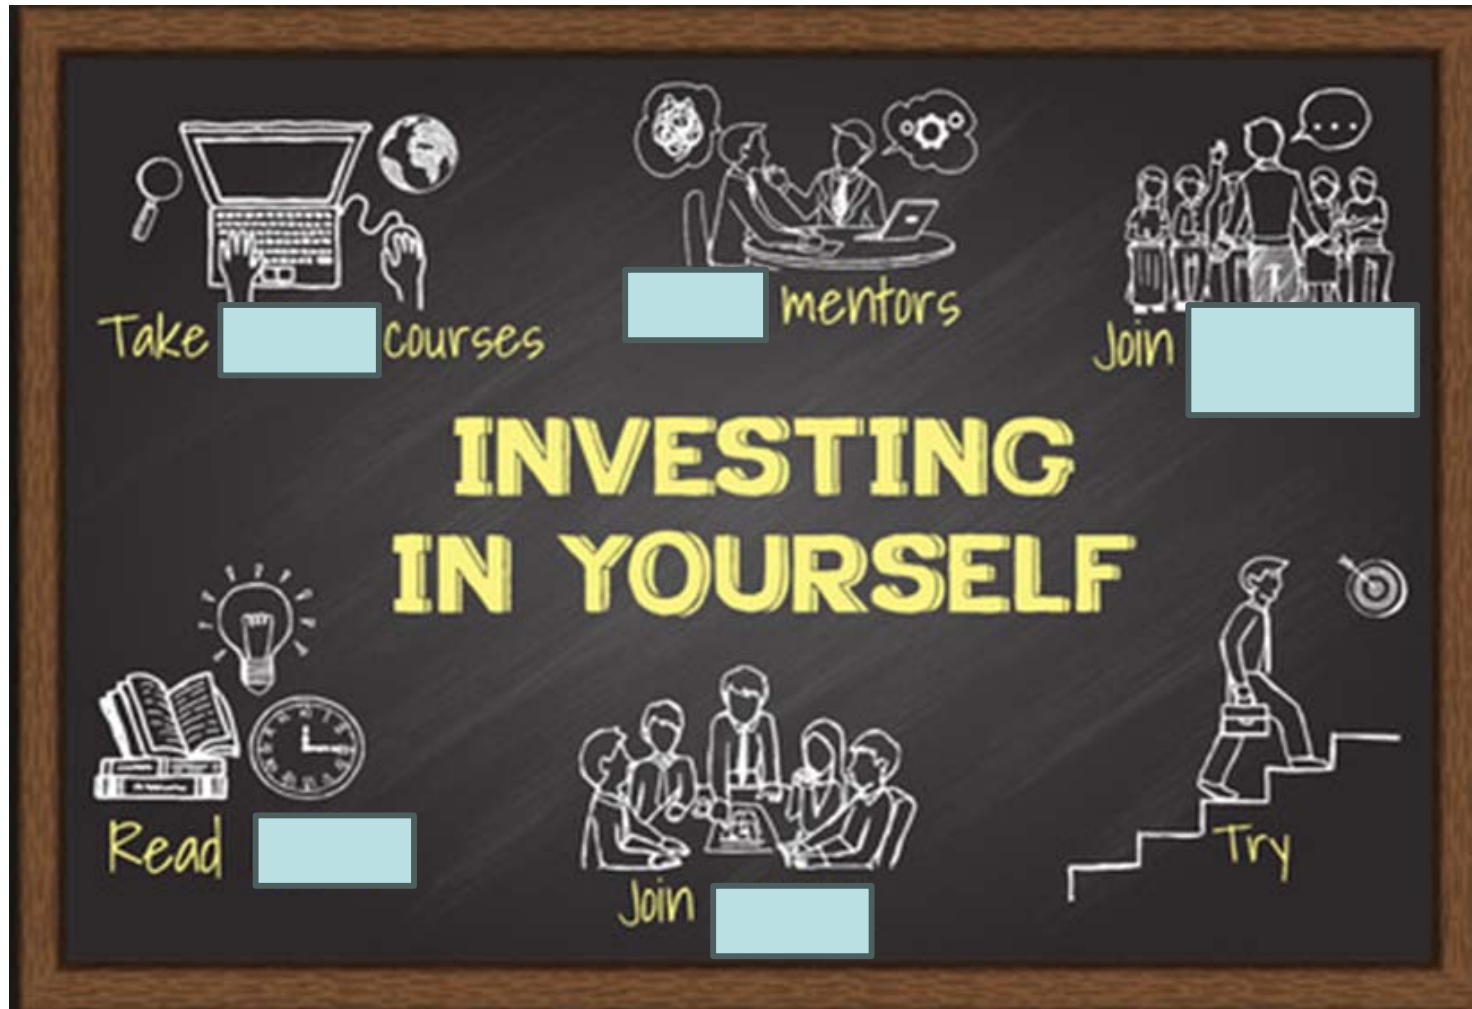 Take courses
mentors
Join
INVESTING
IN YOURSELF
Read
Join
Try